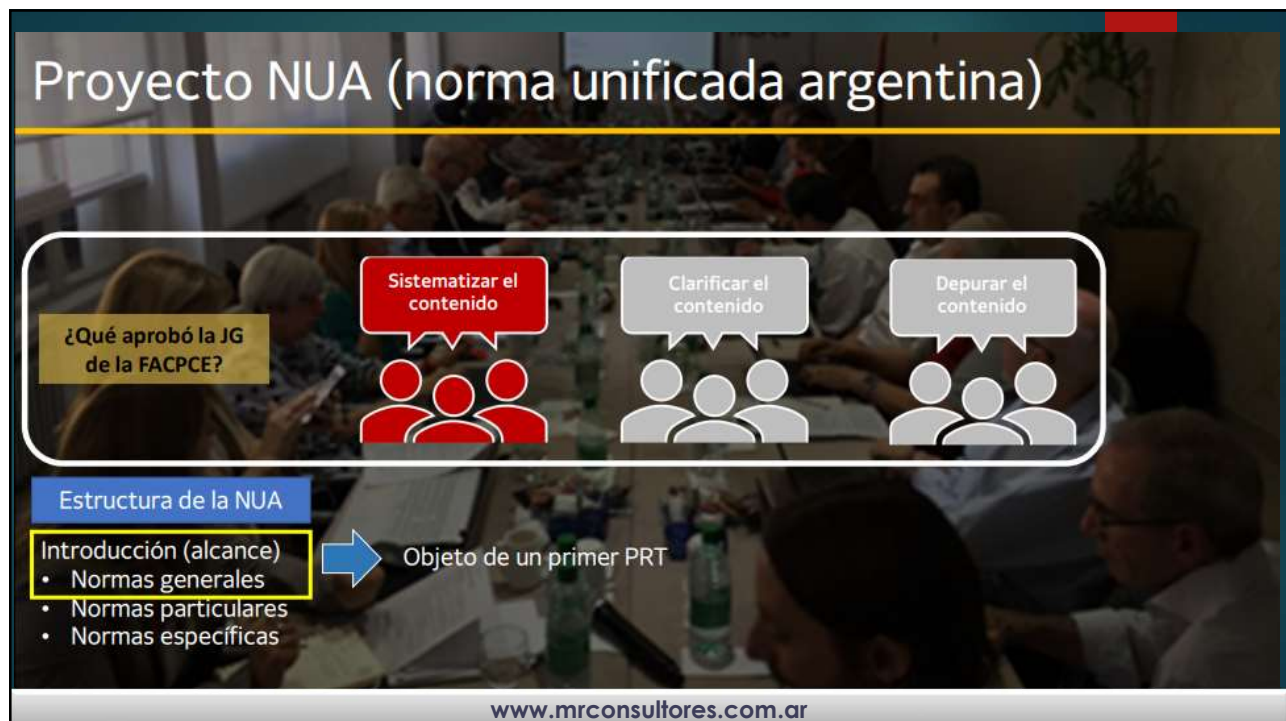 Proyecto NUA (norma unificada argentina)
¿Qué aprobó la JG
de la FACPCE?
Sistematizar el
contenido
Clarificar el
contenido
Depurar el
contenido
Estructura de la NUA
Introducción (alcance)
• Normas generales
• Normas particulares
• Normas específicas
Objeto de un primer PRT
www.mrconsultores.com.ar